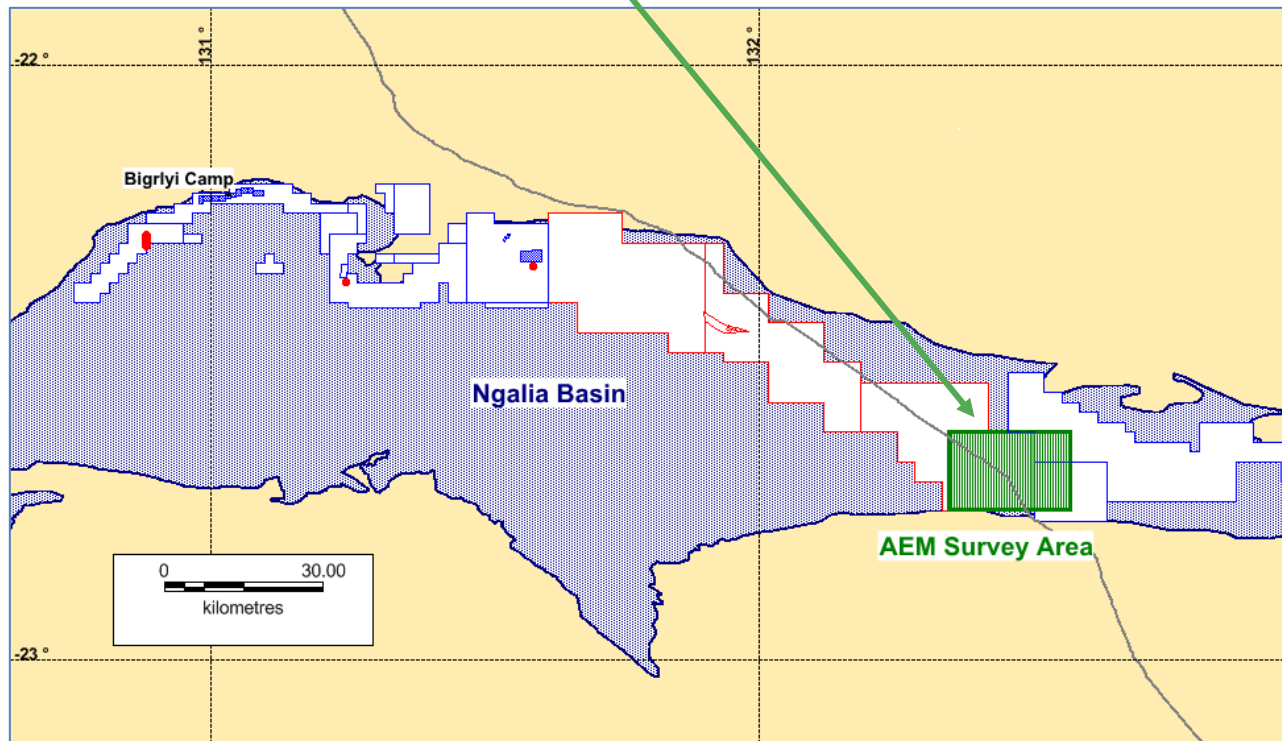 131 °
132 °
-22 °
Bigrlyi Camp
Ngalia Basin
AEM Survey Area
0 30.00
kilometres
-23 °